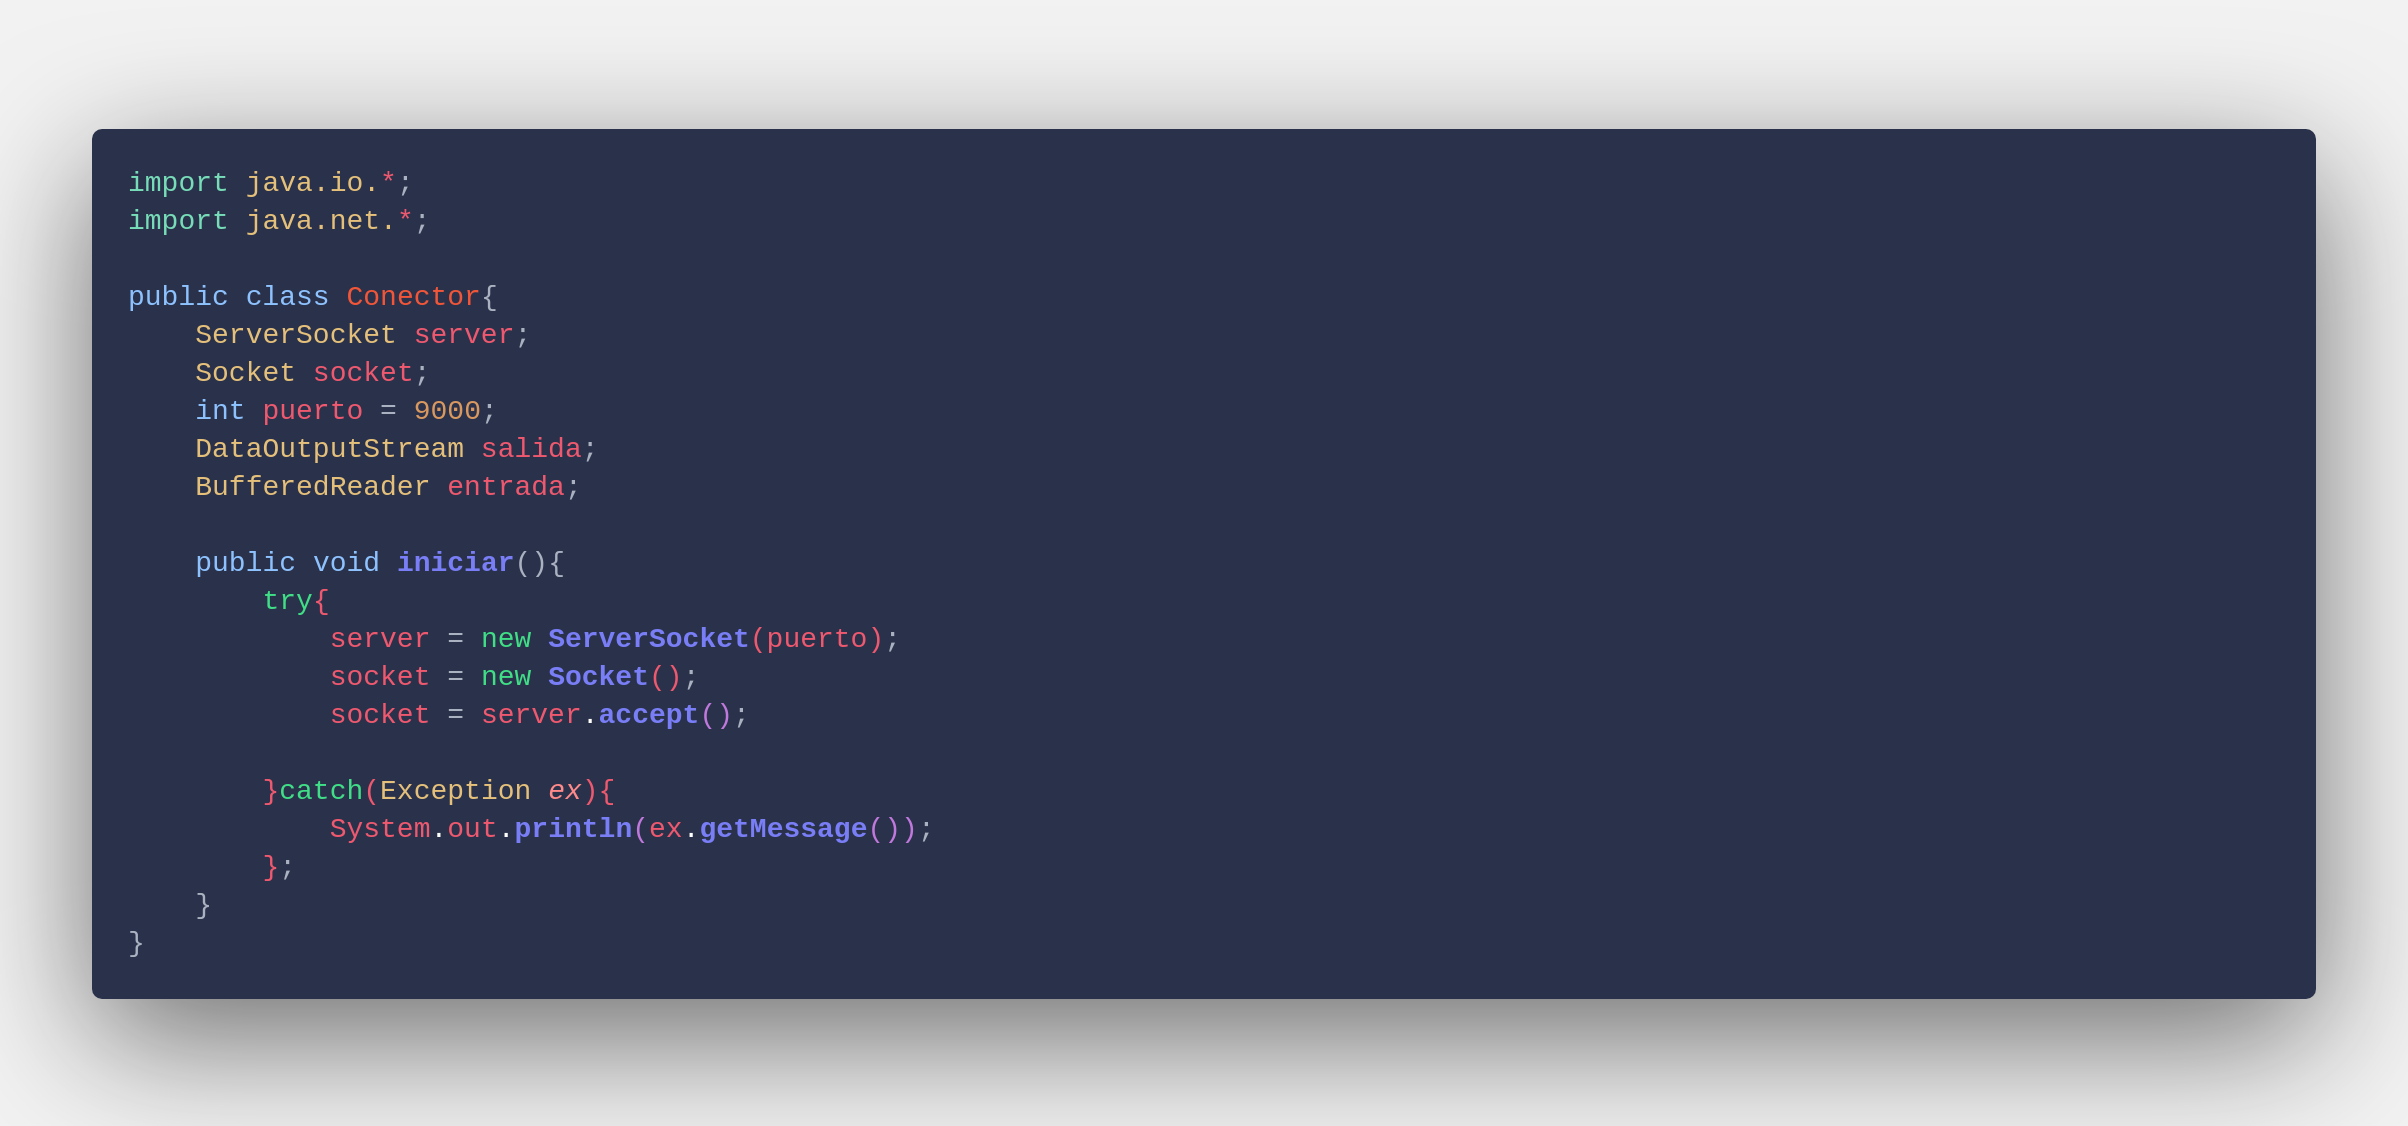 import java.io.*;
import java.net.*;

public class Conector{
    ServerSocket server;
    Socket socket;
    int puerto = 9000;
    DataOutputStream salida;
    BufferedReader entrada;

    public void iniciar(){
        try{
            server = new ServerSocket(puerto);
            socket = new Socket();
            socket = server.accept();

        }catch(Exception ex){
            System.out.println(ex.getMessage());
        };
    }
}